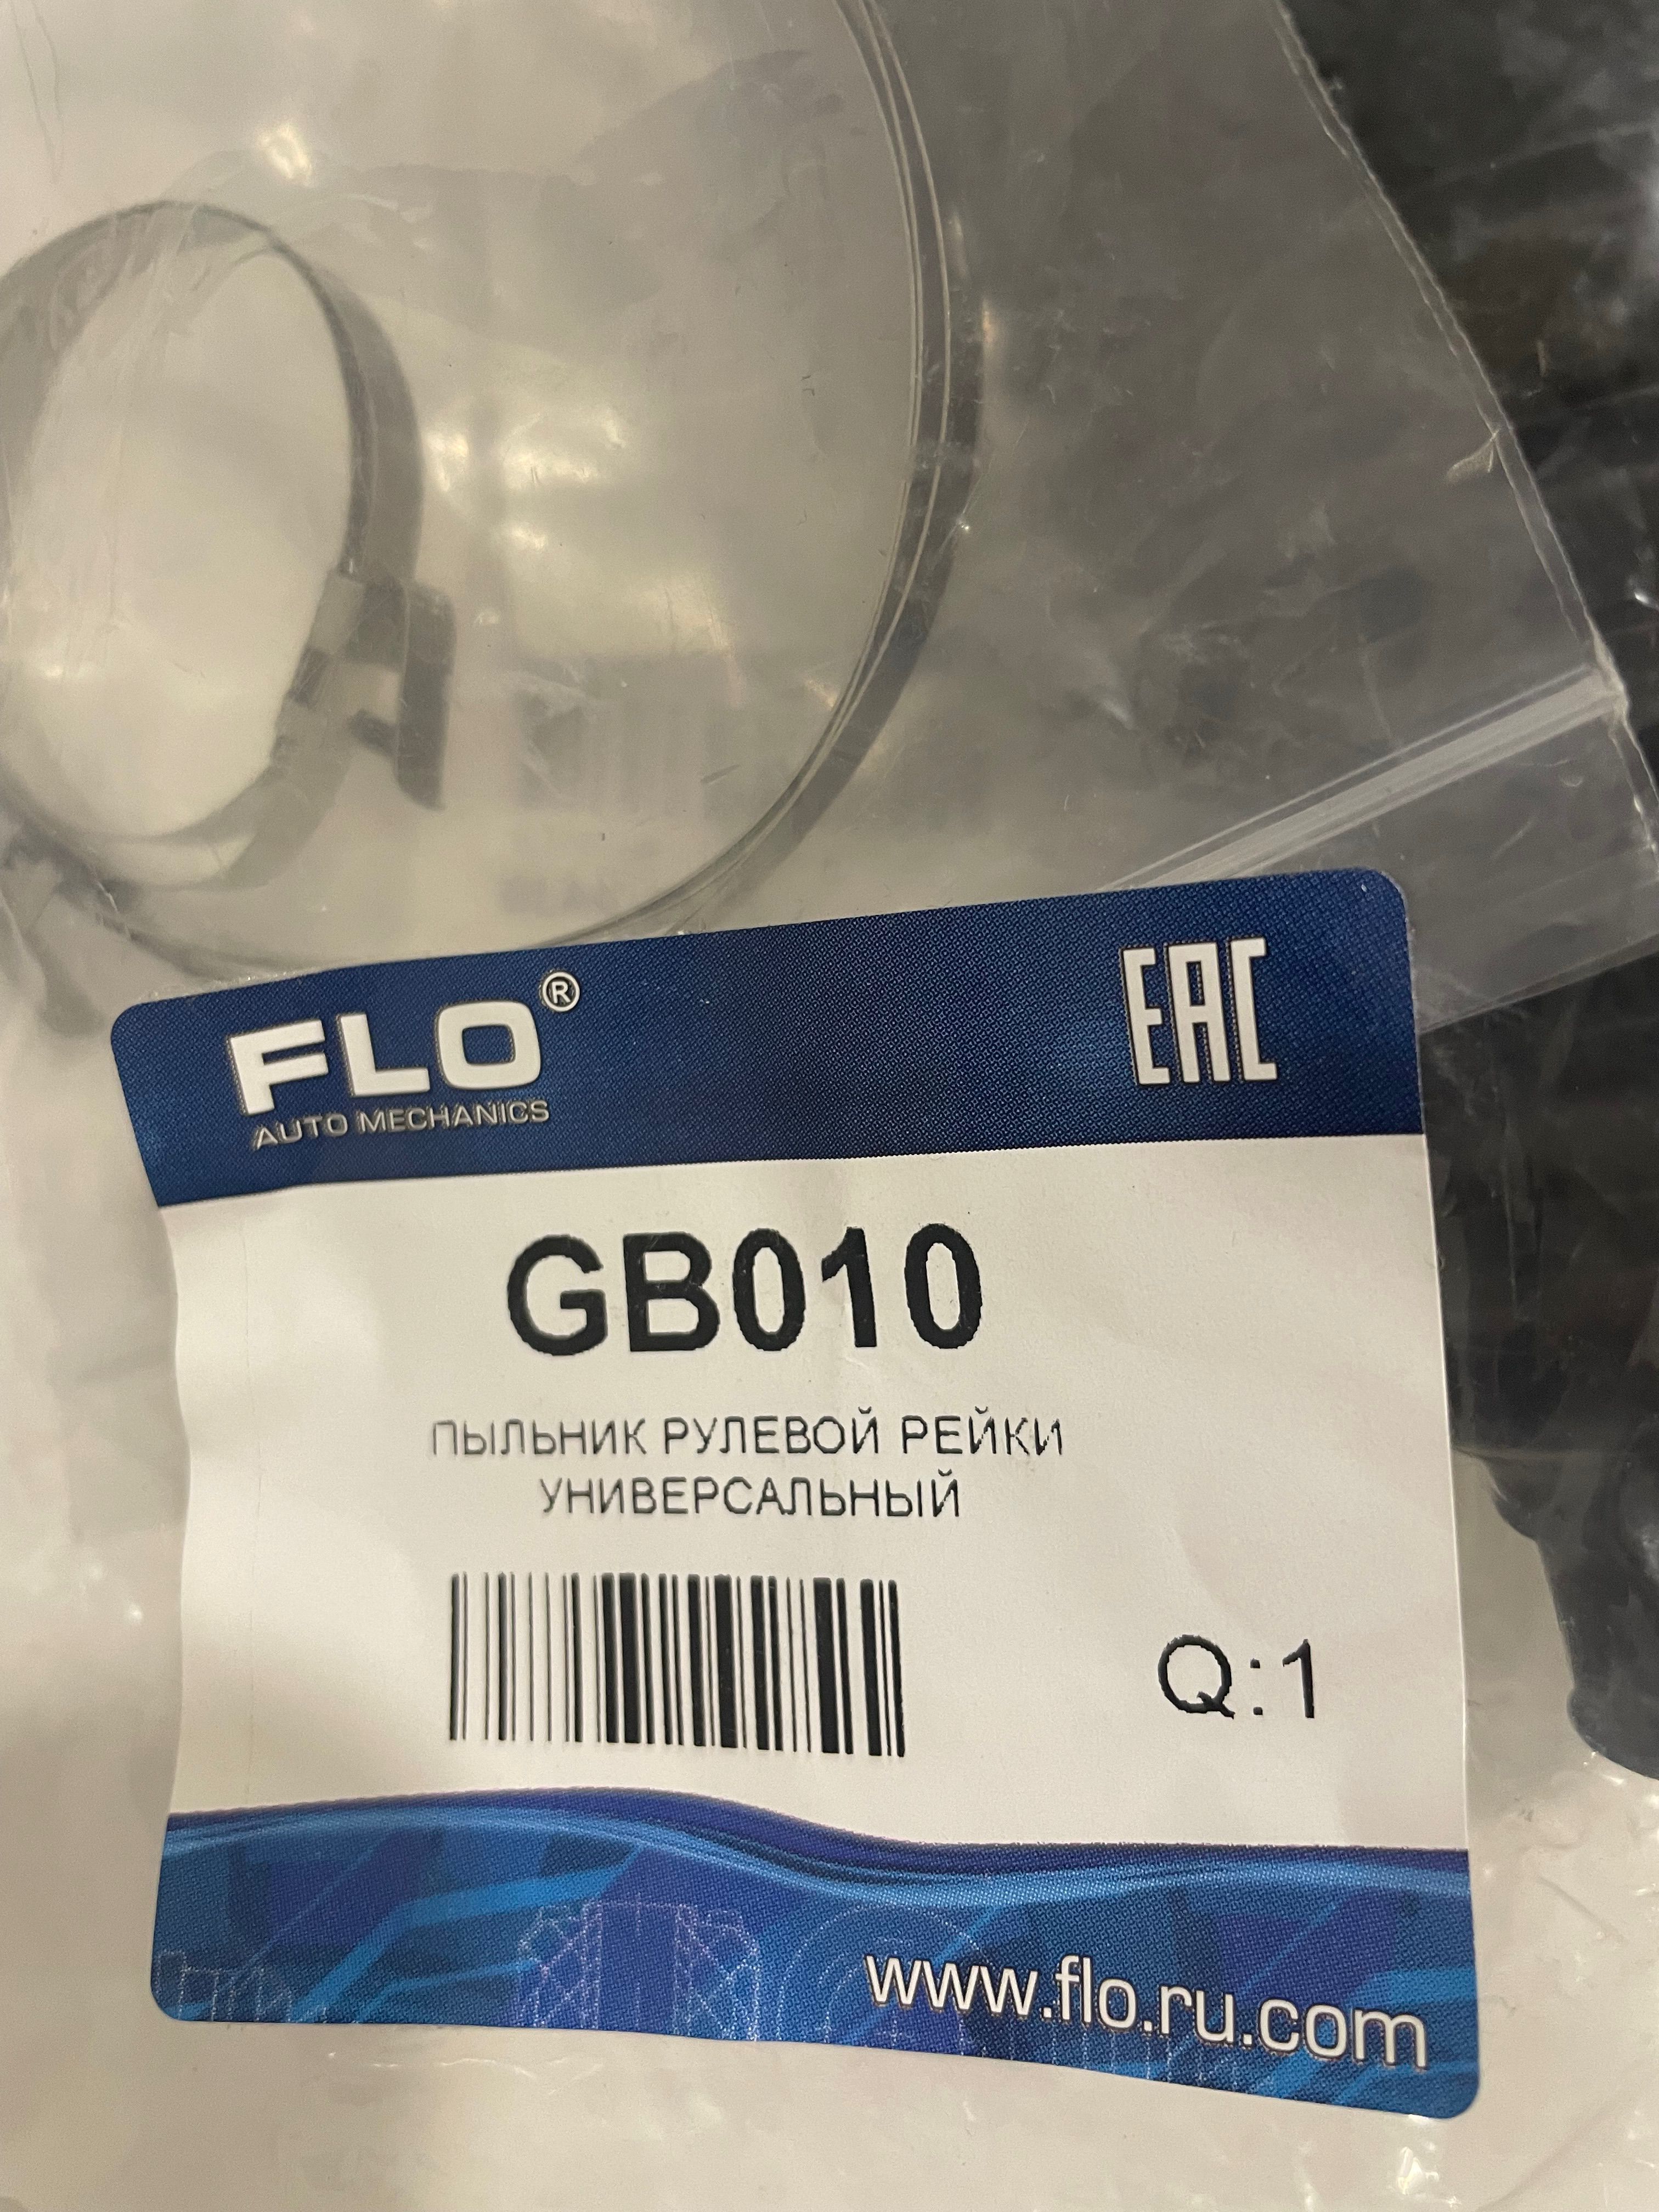 FLO®
AUTO MECHANICS
EAC
GB010
ПЫЛЬНИК РУЛЕВОЙ РЕЙКИ
УНИВЕРСАЛЬНЫЙ
Q:1
www.flo.ru.com